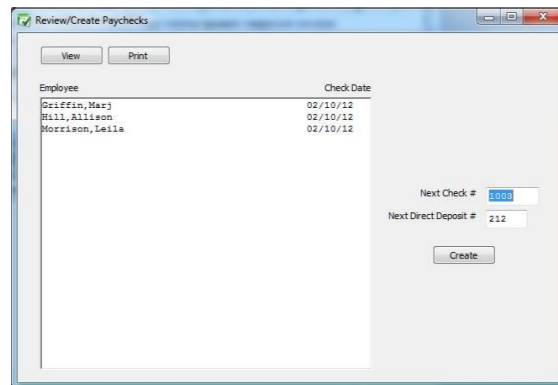 Review/Create Paychecks
View Print
Employee Check Date
Griffin,Marj 02/10/12
Hill,Allison 02/10/12
Morrison,Leila 02/10/12
Next Check # 1003
Next Direct Deposit # 212
Create